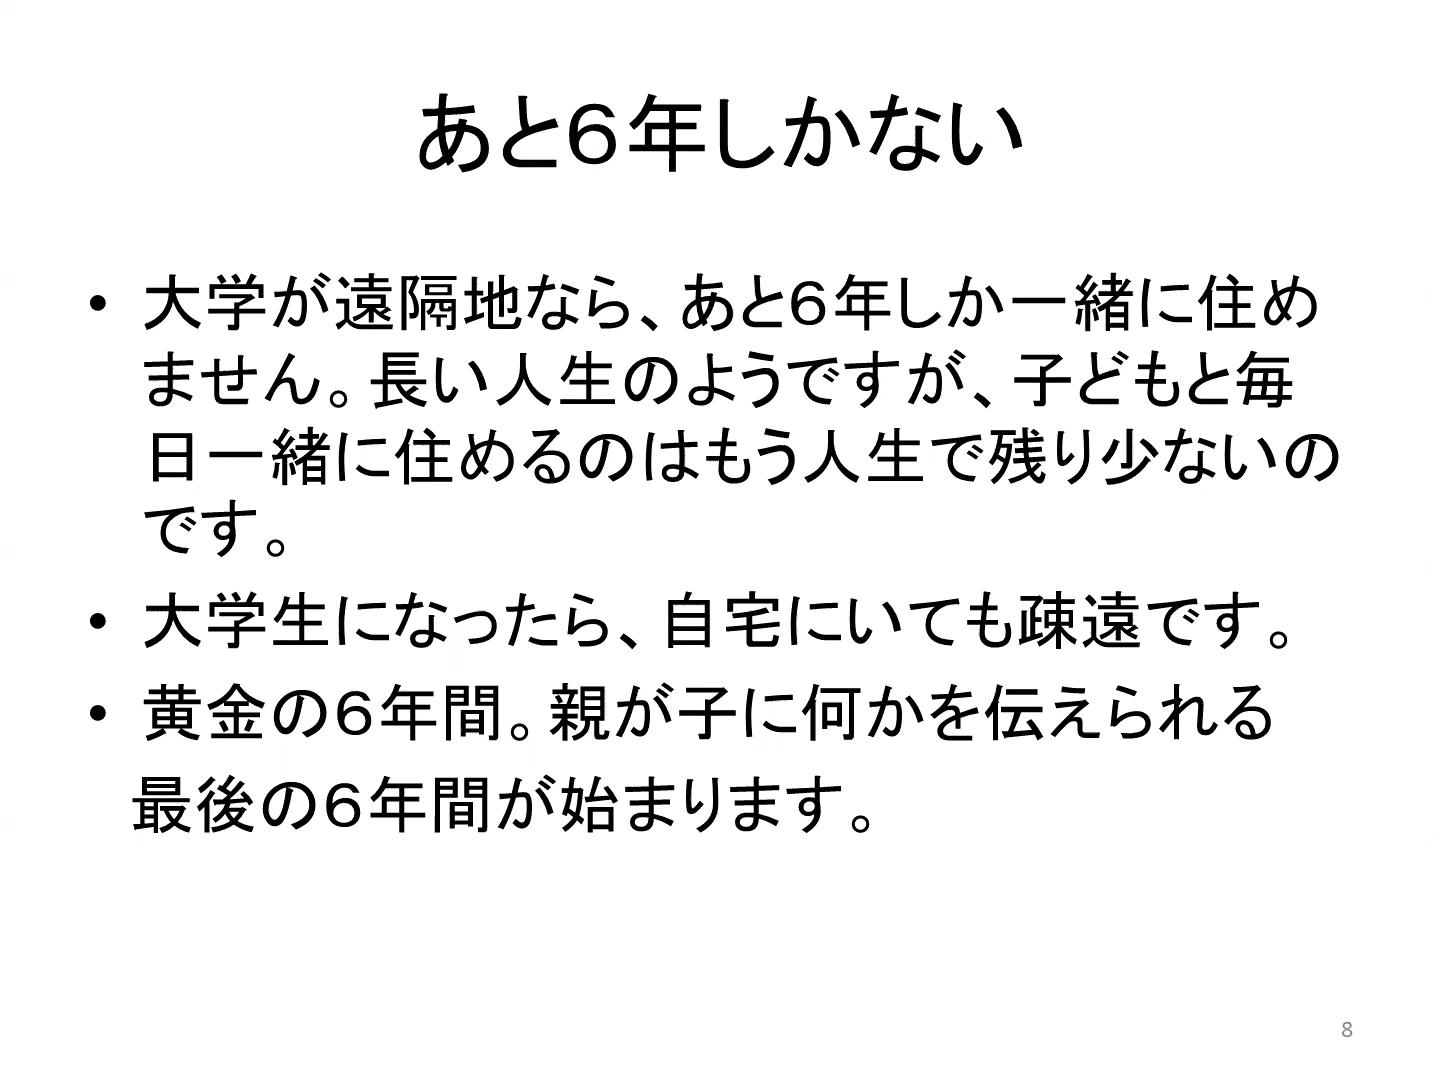 あと６年しかない
• 大学が遠隔地なら、あと６年しか一緒に住め
ません。長い人生のようですが、子どもと毎
日一緒に住めるのはもう人生で残り少ないの
です。
• 大学生になったら、自宅にいても疎遠です。
• 黄金の６年間。親が子に何かを伝えられる
最後の６年間が始まります。
8